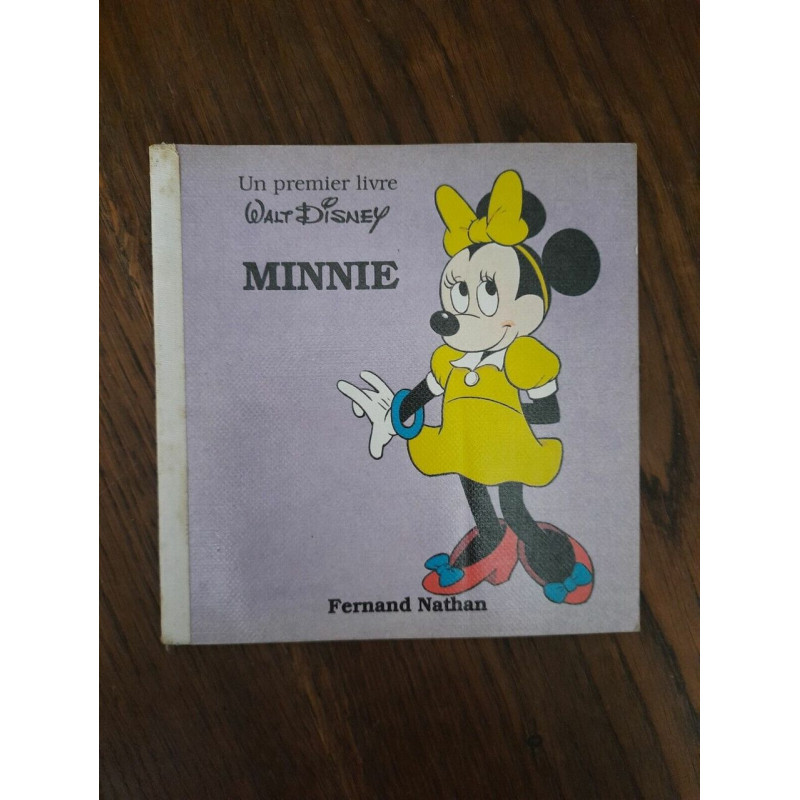 Un premier livre
WALT DISNEY
MINNIE
Fernand Nathan